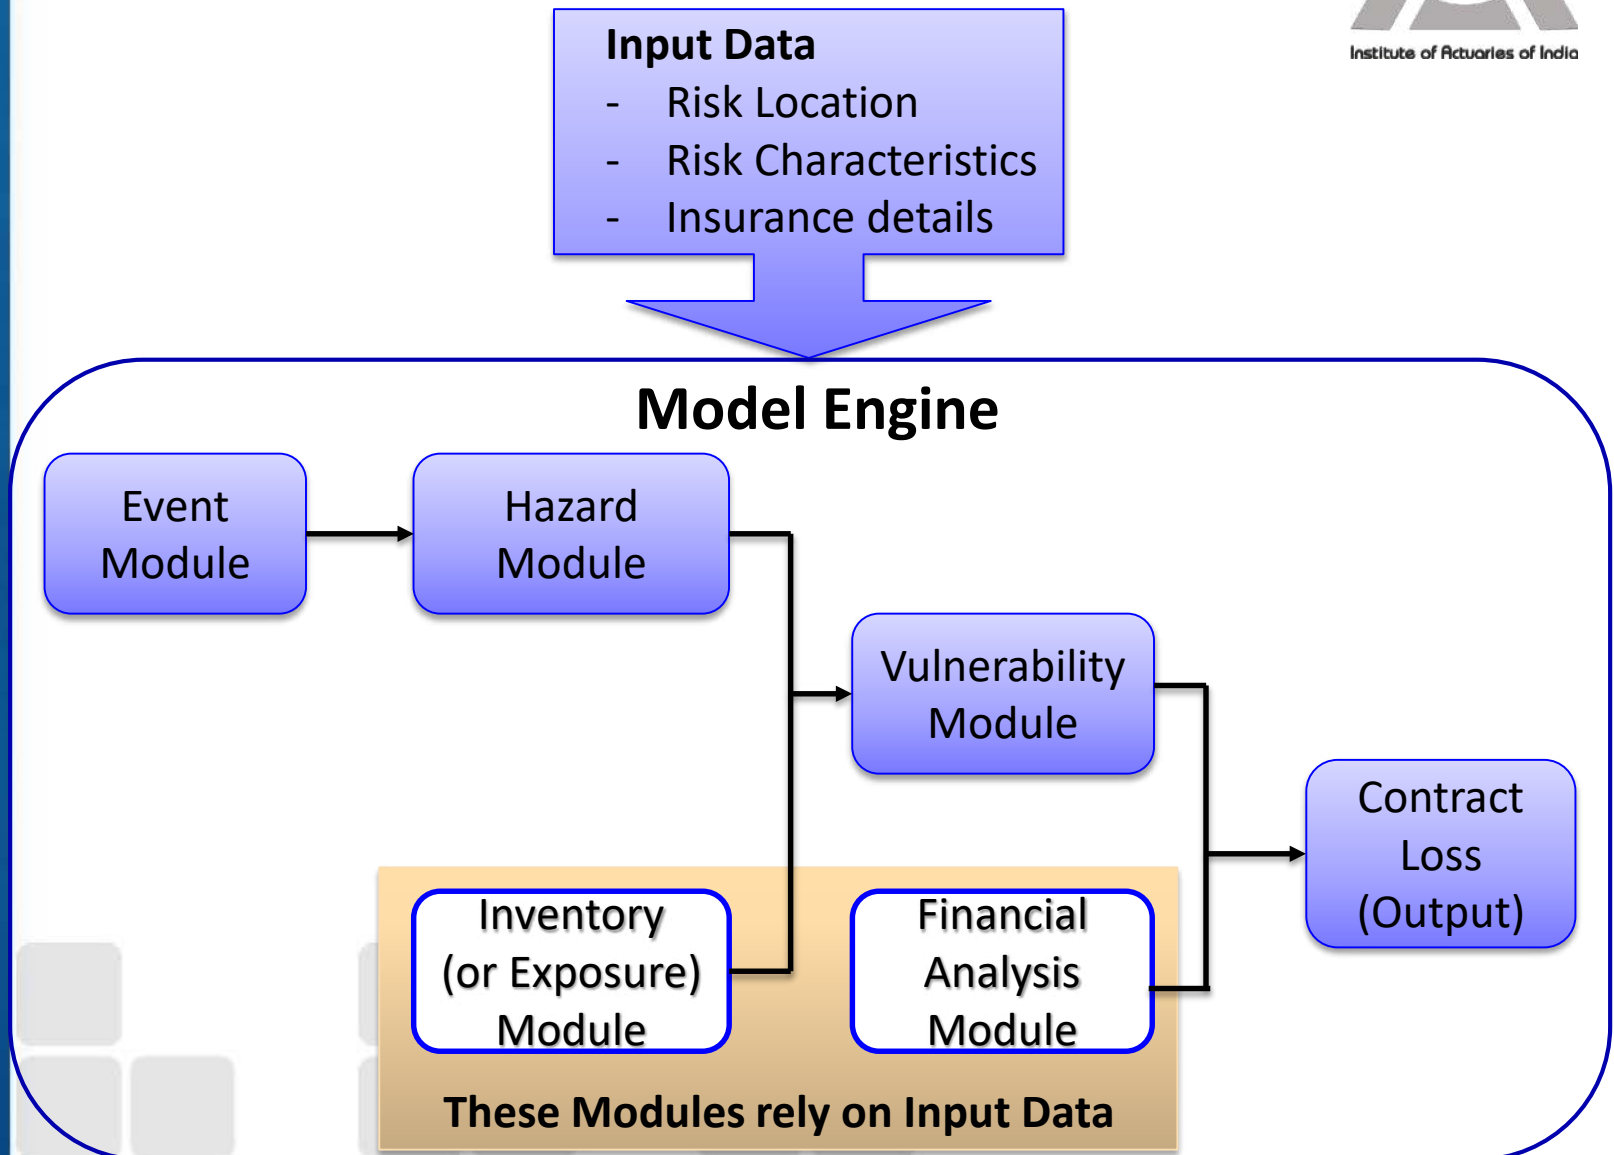 Institute of Actuaries of India
Input Data
- Risk Location
- Risk Characteristics
- Insurance details
Model Engine
Event
Module
Hazard
Module
Vulnerability
Module
Contract
Loss
(Output)
Inventory
(or Exposure)
Module
Financial
Analysis
Module
These Modules rely on Input Data